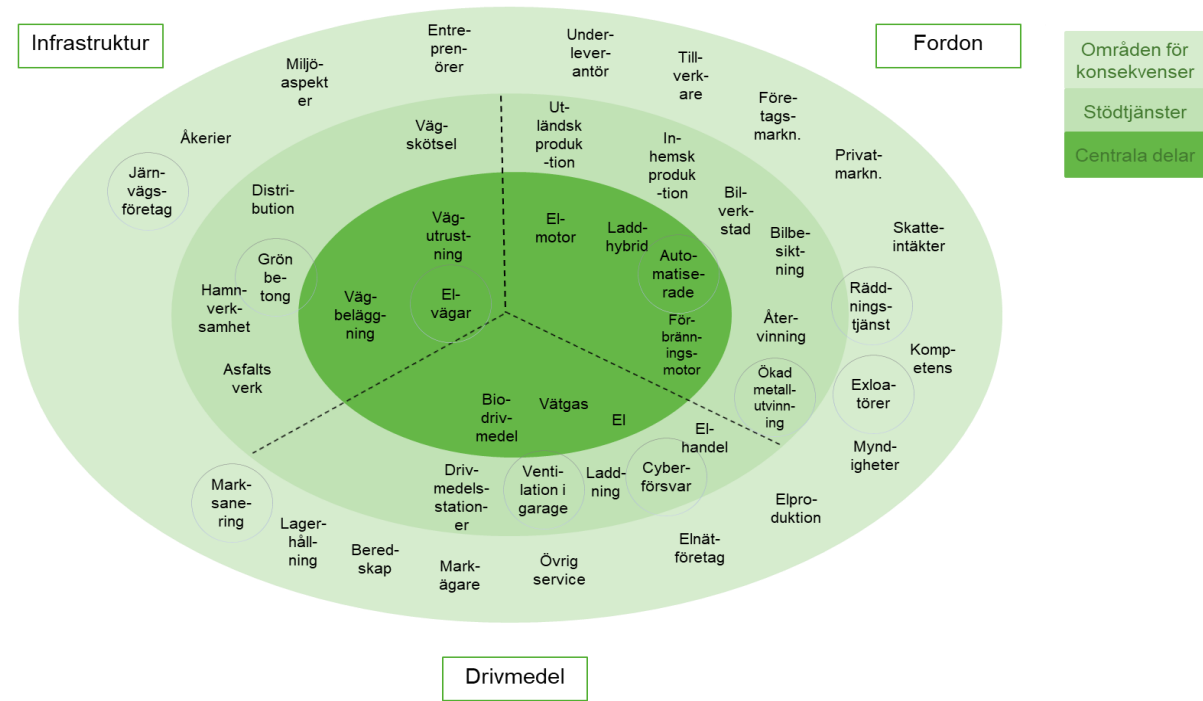 Infrastruktur
Fordon
Drivmedel
Områden för
konsekvenser
Stödtjänster
Centrala delar
Entre-
pren-
örer
Miljö-
aspekt
er
Åkerier
Järn-
vägs-
företag
Under-
lever-
antör
Till-
verk-
are
Före-
tags-
markn.
Privat-
markn.
Skatte-
intäkter
Rädd-
nings-
tjänst
Komp-
etens
Exloa-
törer
Mynd-
igheter
Elpro-
duktion
Elnät-
företag
Övrig
service
Mark-
ägare
Bered-
skap
Lager-
håll-
ning
Mark-
sane-
ring
Väg-
skötsel
Distri-
bution
Grön
be-
tong
Hamn-
verk-
samhet
Asfalts
verk
Ut-
ländsk
produk
-tion
In-
hemsk
produk
-tion
Bil-
verk-
stad
Bilbe-
sikt-
ning
Åter-
vinning
Ökad
metall-
utvinn-
ing
El-
handel
Cyber-
försvar
Ladd-
ning
Venti-
lation i
garage
Driv-
medels-
station-
er
Väg-
utrust-
ning
El-
vägar
Väg-
belägg-
ning
El-
motor
Ladd-
hybrid
Auto-
matise-
rade
För-
bränn-
ings-
motor
Bio-
driv-
medel
Vätgas
El